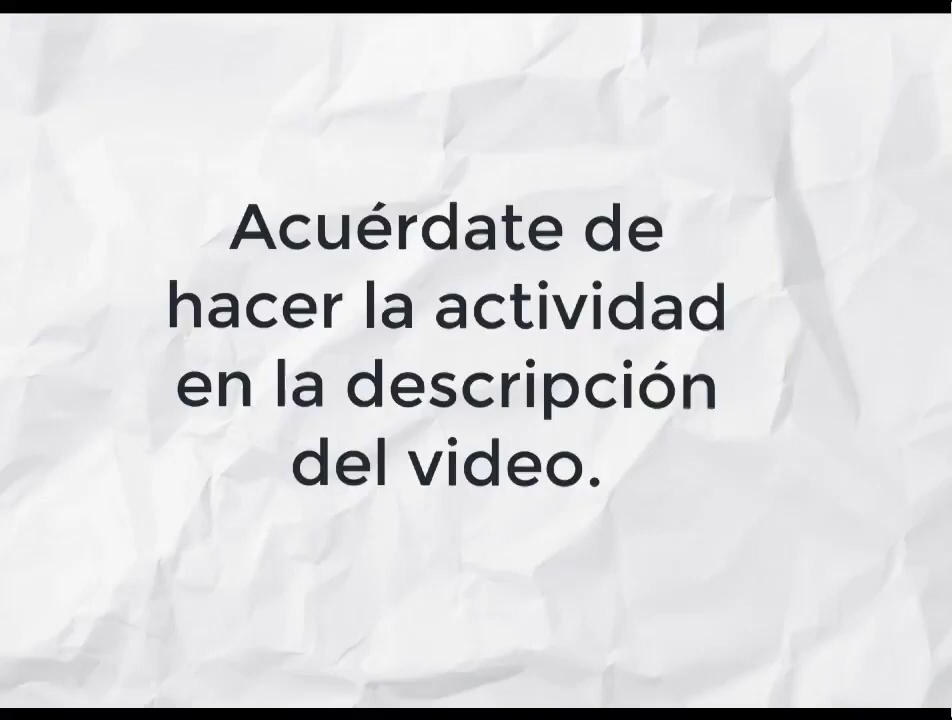 Acuérdate de
hacer la actividad
en la descripción
del video.